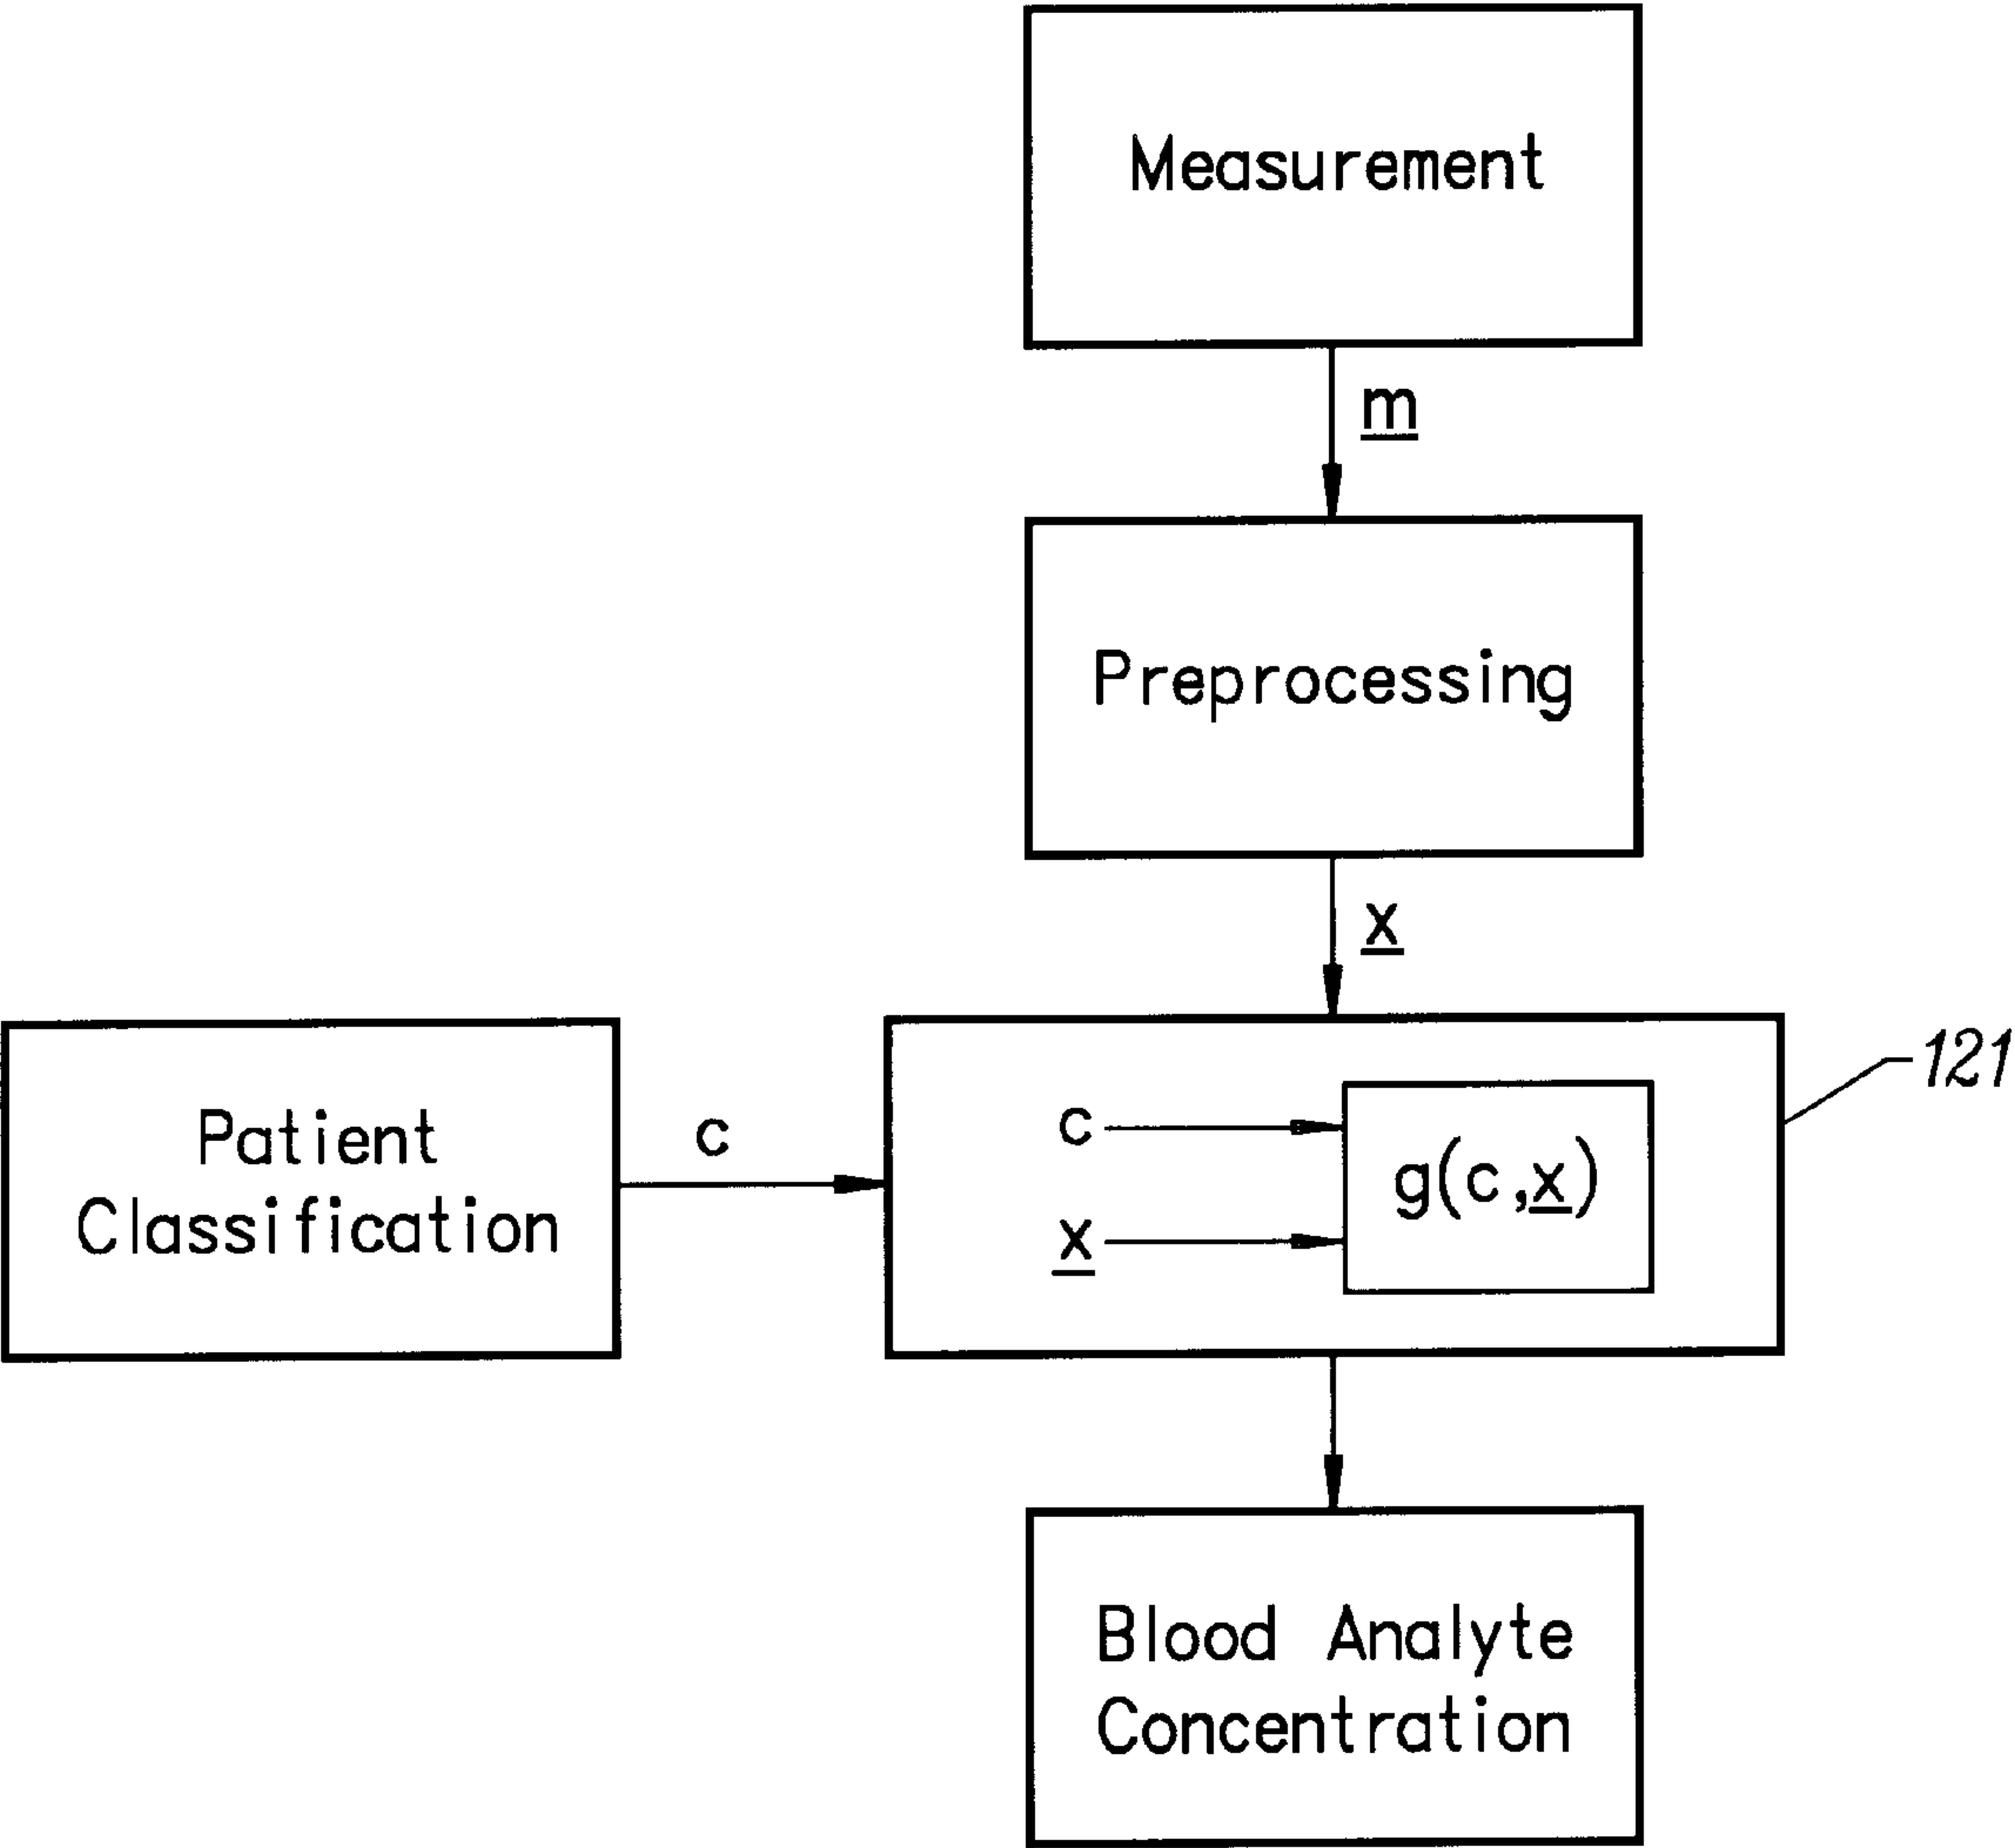 Measurement
m
Preprocessing
x
Patient
Classification
c
c
x
g(c,x)
121
Blood Analyte
Concentration